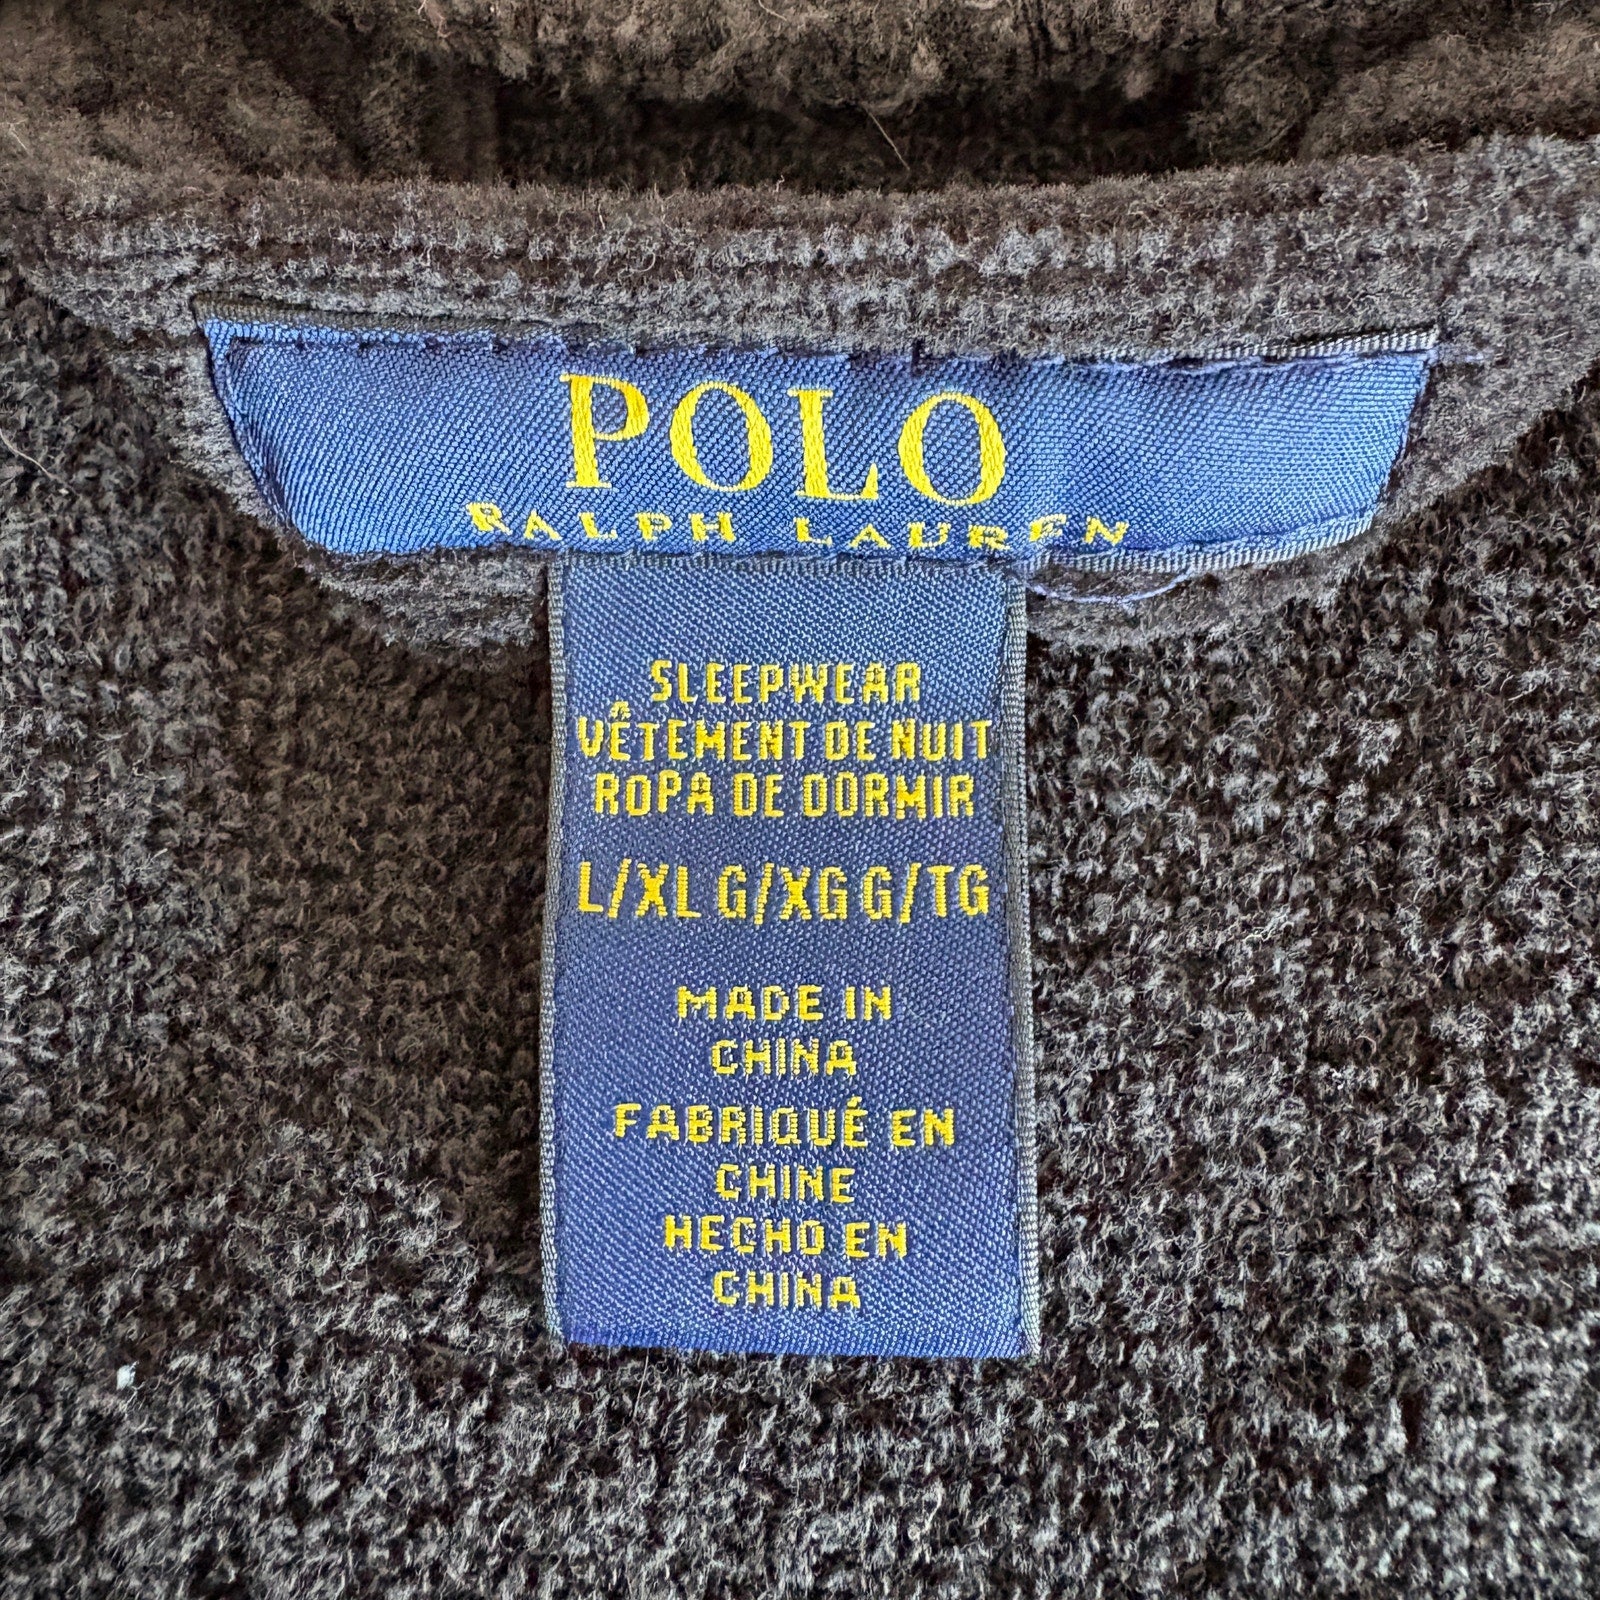 POLO
RALPH LAUREN
SLEEPWEAR
VÊTEMENT DE NUIT
ROPA DE DORMIR
L/XL G/XG G/TG
MADE IN
CHINA
FABRIQUÉ EN
CHINE
HECHO EN
CHINA